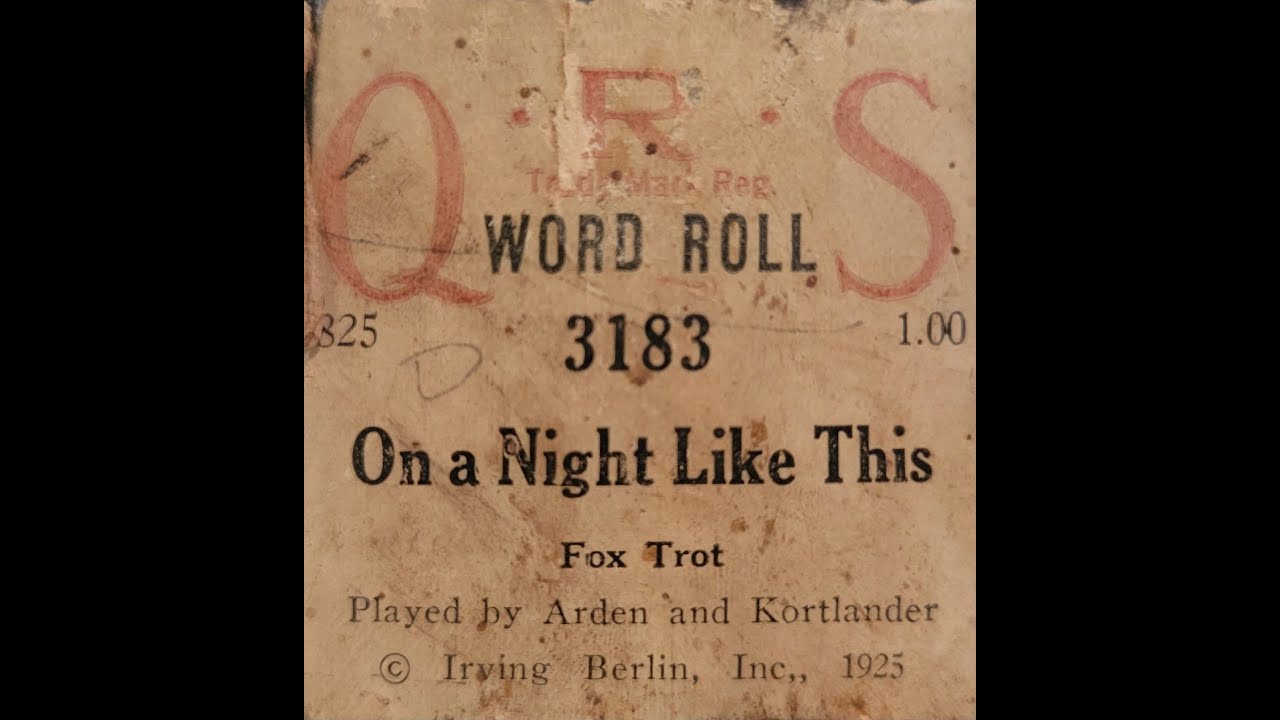 Q·R·S
Trade Mark Reg.
WORD ROLL
825 3183 1.00
D
On a Night Like This
Fox Trot
Played by Arden and Kortlander
© Irving Berlin, Inc,, 1925